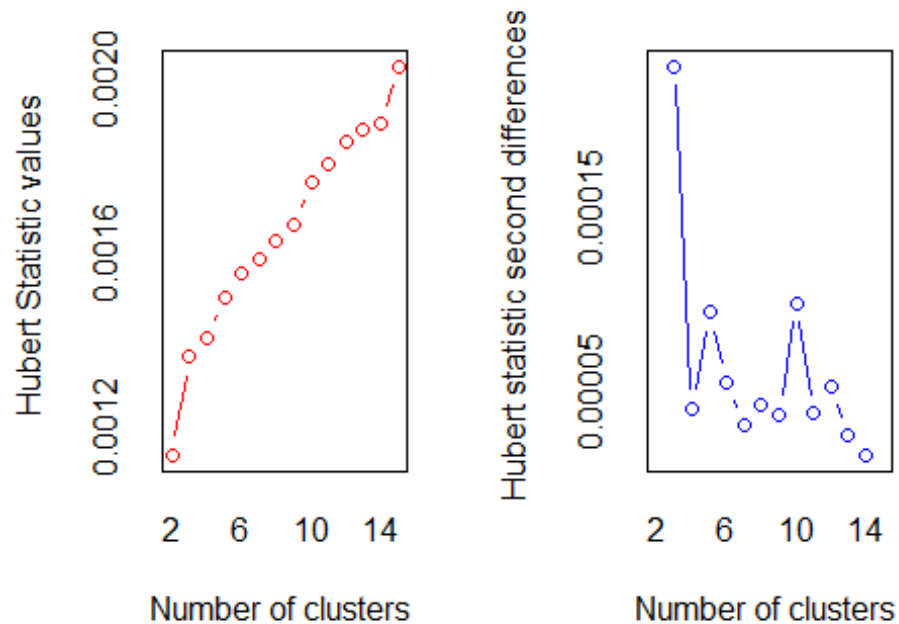 Hubert Statistic values
0.0012 0.0016 0.0020
2 6 10 14
Number of clusters
Hubert statistic second differences
0.00005 0.00015
2 6 10 14
Number of clusters